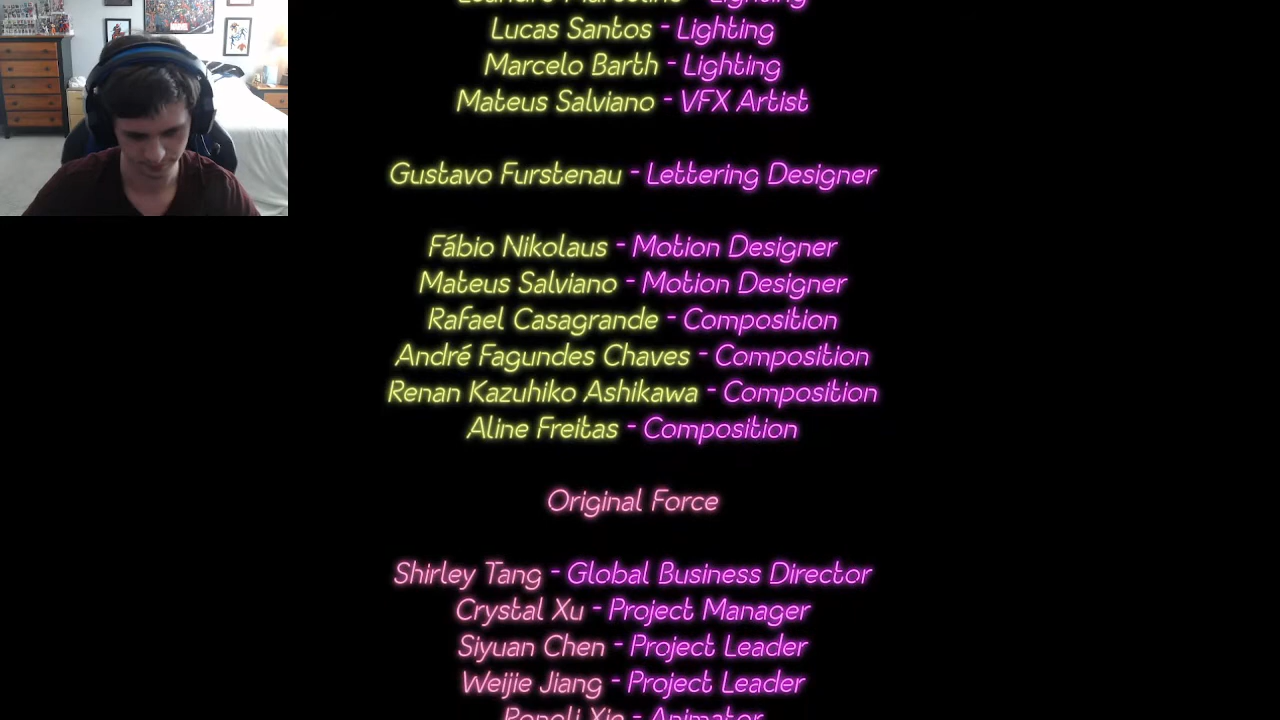 Lucas Santos - Lighting
Marcelo Barth - Lighting
Mateus Salviano - VFX Artist
Gustavo Furstenau - Lettering Designer
Fábio Nikolaus - Motion Designer
Mateus Salviano - Motion Designer
Rafael Casagrande - Composition
André Fagundes Chaves - Composition
Renan Kazuhiko Ashikawa - Composition
Aline Freitas - Composition
Original Force
Shirley Tang - Global Business Director
Crystal Xu - Project Manager
Siyuan Chen - Project Leader
Weijie Jiang - Project Leader